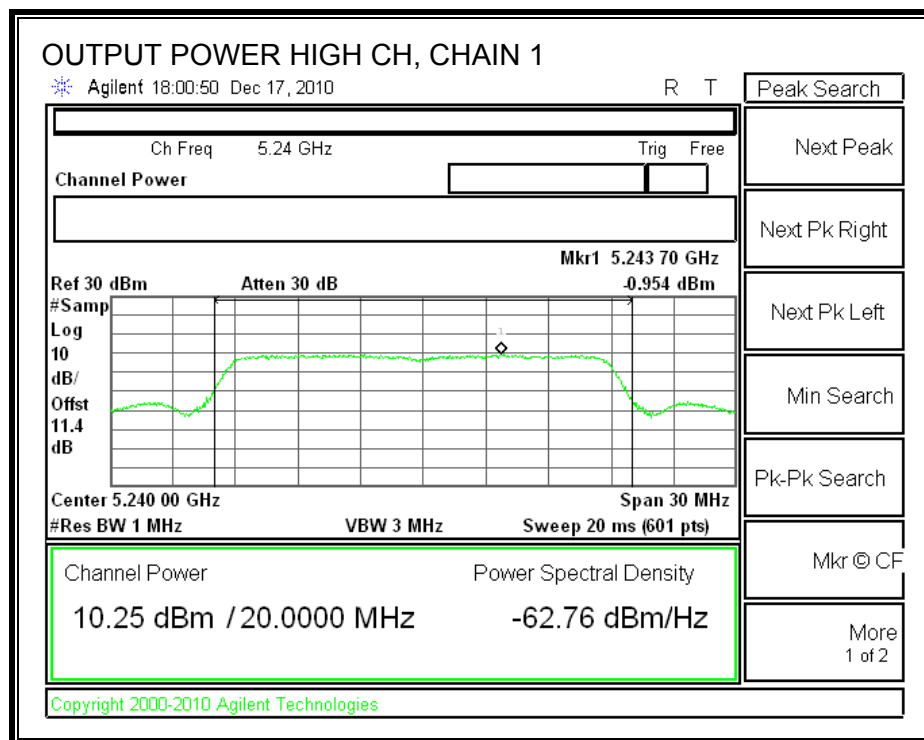 OUTPUT POWER HIGH CH, CHAIN 1
Agilent 18:00:50 Dec 17, 2010 R T
Peak Search
Ch Freq 5.24 GHz Trig Free
Channel Power
Mkr1 5.243 70 GHz
Ref 30 dBm Atten 30 dB -0.954 dBm
#Samp
Log
10
dB/
Offst
11.4
dB
1
Center 5.240 00 GHz Span 30 MHz
#Res BW 1 MHz VBW 3 MHz Sweep 20 ms (601 pts)
Channel Power Power Spectral Density
10.25 dBm / 20.0000 MHz -62.76 dBm/Hz
Next Peak
Next Pk Right
Next Pk Left
Min Search
Pk-Pk Search
Mkr © CF
More
1 of 2
Copyright 2000-2010 Agilent Technologies